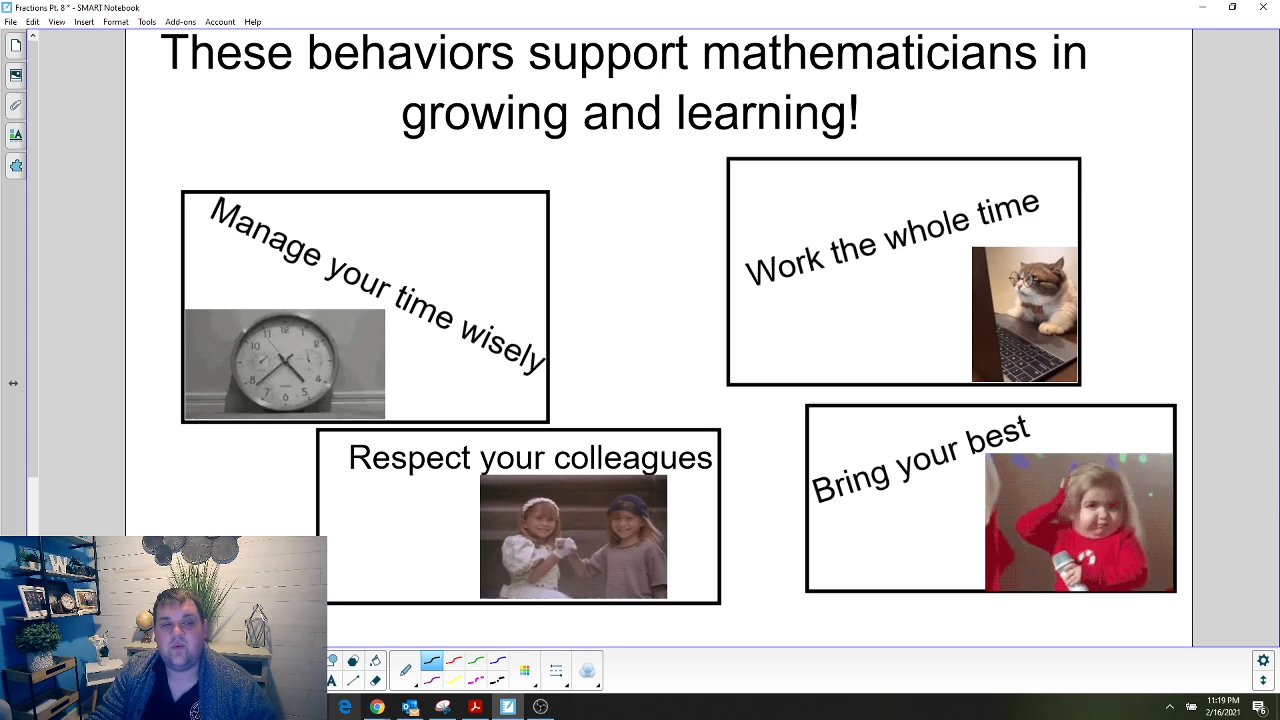 Fractions Pt. 8 * - SMART Notebook
File Edit View Insert Format Tools Add-ons Account Help
These behaviors support mathematicians in
growing and learning!
Manage your time wisely
Work the whole time
Respect your colleagues
Bring your best
11:19 PM
2/16/2021